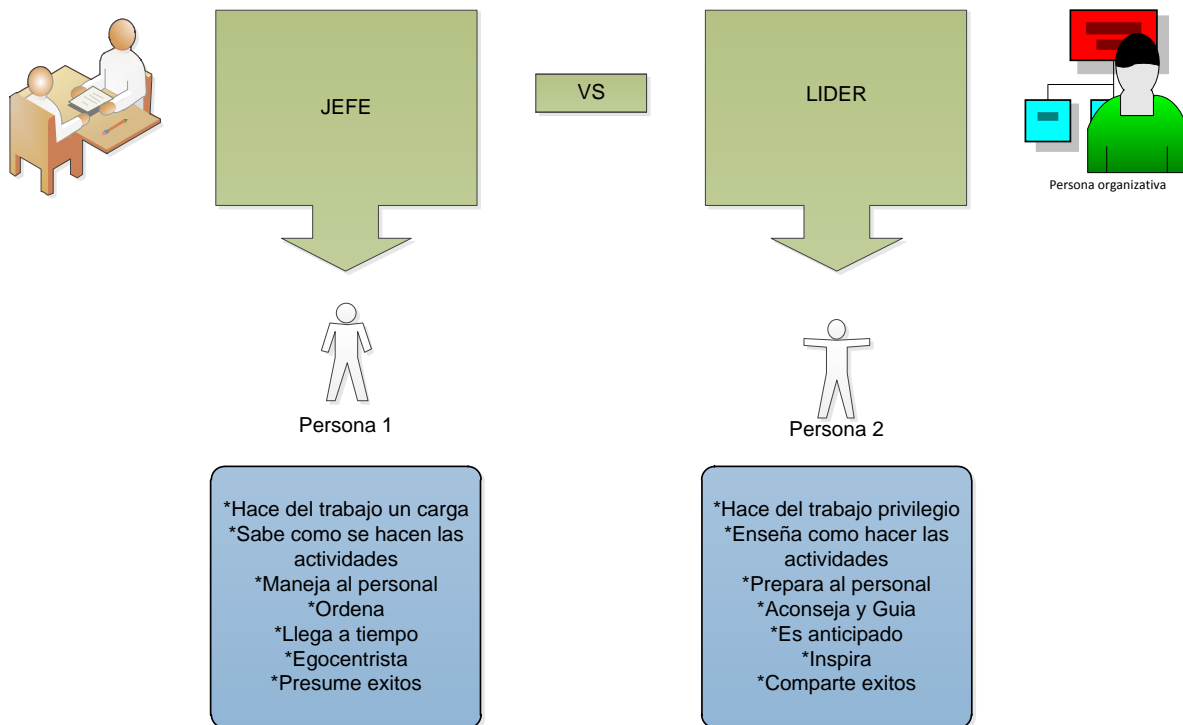 JEFE
VS
LIDER
Persona organizativa
Persona 1
Persona 2
*Hace del trabajo un carga
*Sabe como se hacen las
actividades
*Maneja al personal
*Ordena
*Llega a tiempo
*Egocentrista
*Presume exitos
*Hace del trabajo privilegio
*Enseña como hacer las
actividades
*Prepara al personal
*Aconseja y Guia
*Es anticipado
*Inspira
*Comparte exitos